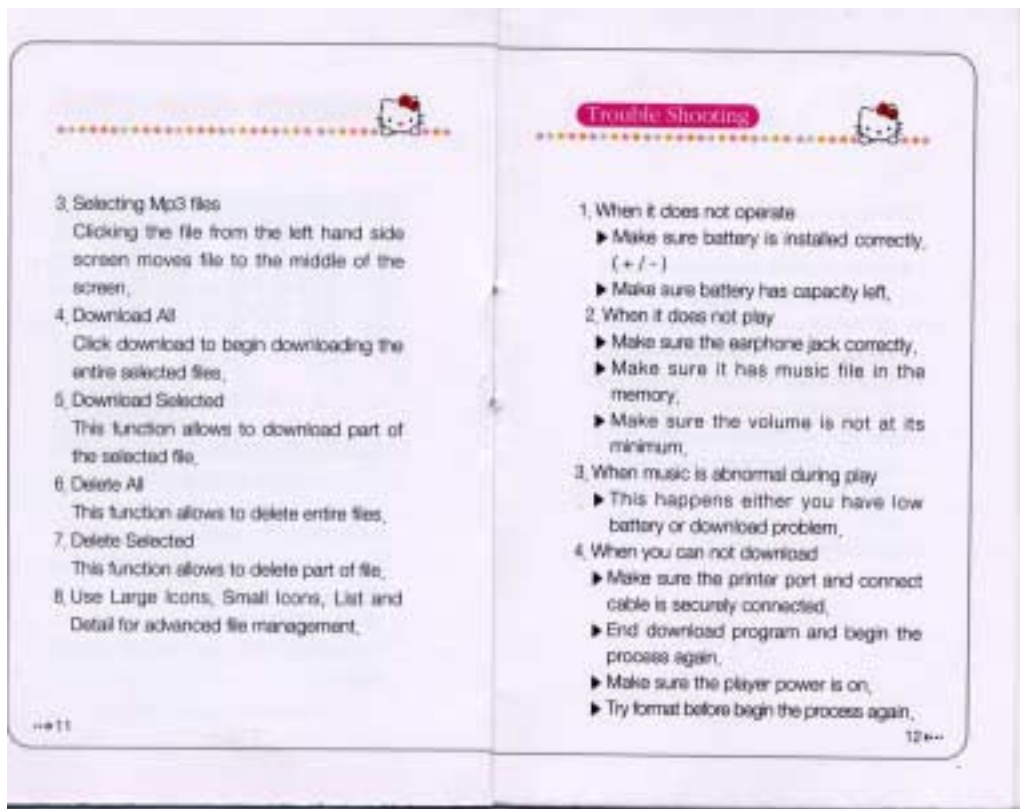 3. Selecting Mp3 files
Clicking the file from the left hand side
screen moves file to the middle of the
screen.
4. Download All
Click download to begin downloading the
entire selected files.
5. Download Selected
This function allows to download part of
the selected file.
6. Delete All
This function allows to delete entire files.
7. Delete Selected
This function allows to delete part of file.
8. Use Large Icons, Small Icons, List and
Detail for advanced file management.
11
Trouble Shooting
1. When it does not operate
▶ Make sure battery is installed correctly.
( + / - )
▶ Make sure battery has capacity left.
2. When it does not play
▶ Make sure the earphone jack correctly.
▶ Make sure it has music file in the
memory.
▶ Make sure the volume is not at its
minimum.
3. When music is abnormal during play
▶ This happens either you have low
battery or download problem.
4. When you can not download
▶ Make sure the printer port and connect
cable is securely connected.
▶ End download program and begin the
process again.
▶ Make sure the player power is on.
▶ Try format before begin the process again.
12